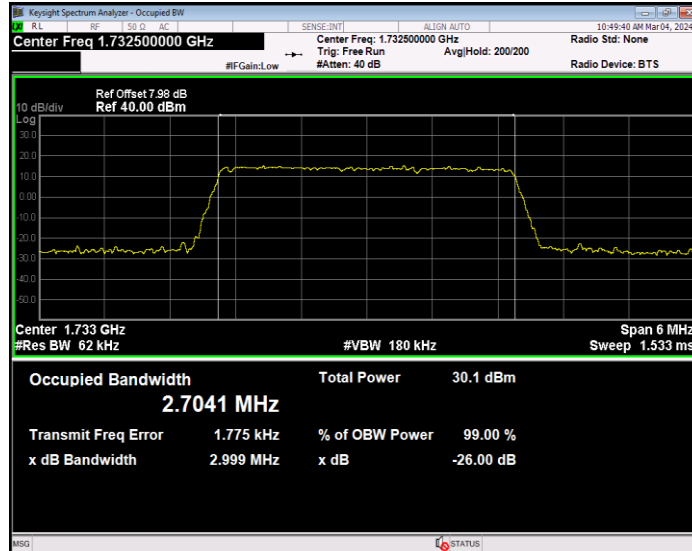 Keysight Spectrum Analyzer - Occupied BW
RL RF 50 Ω AC SENSE:INT ALIGN AUTO 10:49:40 AM Mar 04, 2024
Center Freq 1.732500000 GHz
Center Freq: 1.732500000 GHz Radio Std: None
Trig: Free Run Avg|Hold: 200/200
#IFGain:Low #Atten: 40 dB Radio Device: BTS
Ref Offset 7.98 dB
10 dB/div Ref 40.00 dBm
Log
30.0
20.0
10.0
0.00
-10.0
-20.0
-30.0
-40.0
-50.0
Center 1.733 GHz Span 6 MHz
#Res BW 62 kHz #VBW 180 kHz Sweep 1.533 ms
Occupied Bandwidth Total Power 30.1 dBm
2.7041 MHz
Transmit Freq Error 1.775 kHz % of OBW Power 99.00 %
x dB Bandwidth 2.999 MHz x dB -26.00 dB
MSG STATUS